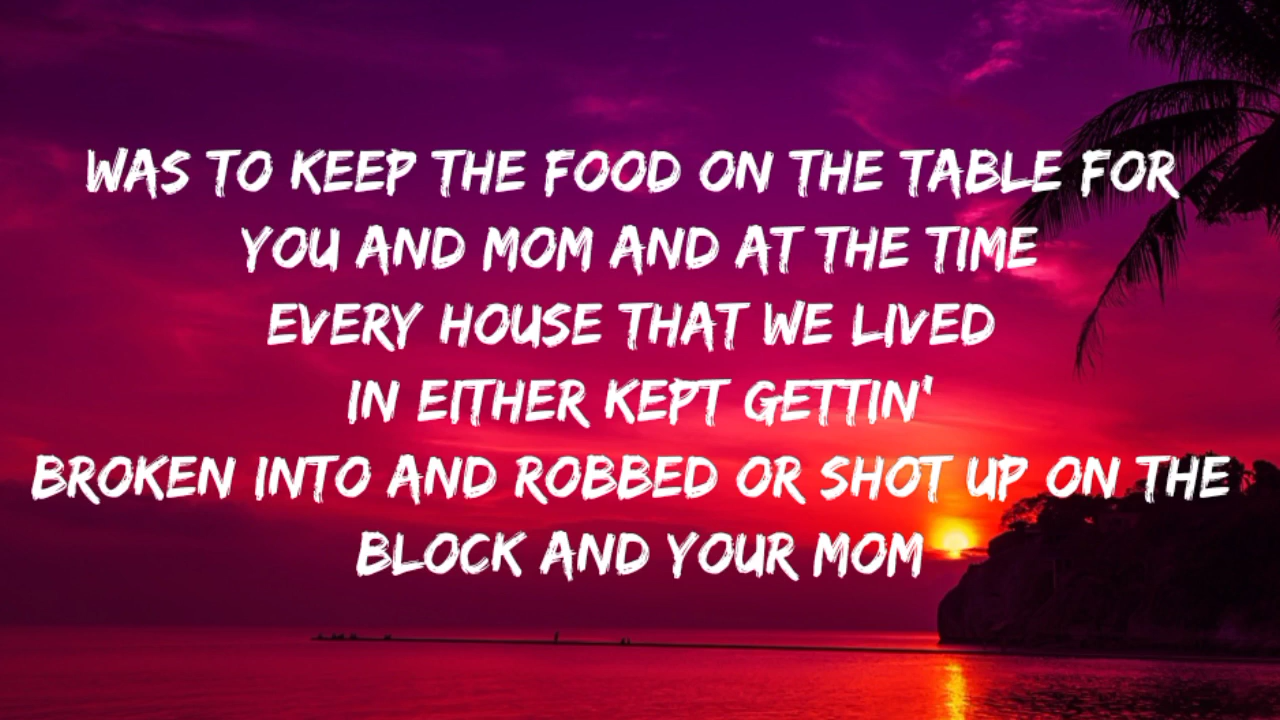 WAS TO KEEP THE FOOD ON THE TABLE FOR
YOU AND MOM AND AT THE TIME
EVERY HOUSE THAT WE LIVED
IN EITHER KEPT GETTIN'
BROKEN INTO AND ROBBED OR SHOT UP ON THE
BLOCK AND YOUR MOM